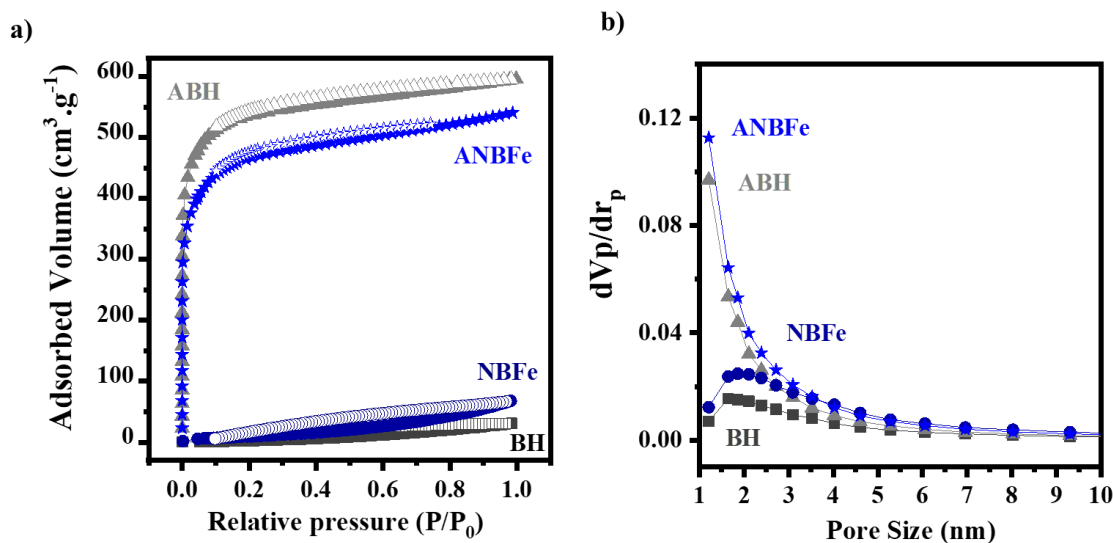 a)
Adsorbed Volume (cm³.g⁻¹)
600
500
400
300
200
100
0
ABH
ANBFe
NBFe
BH
0.0 0.2 0.4 0.6 0.8 1.0
Relative pressure (P/P₀)
b)
dVp/drₚ
0.12
0.08
0.04
0.00
ANBFe
ABH
NBFe
BH
1 2 3 4 5 6 7 8 9 10
Pore Size (nm)